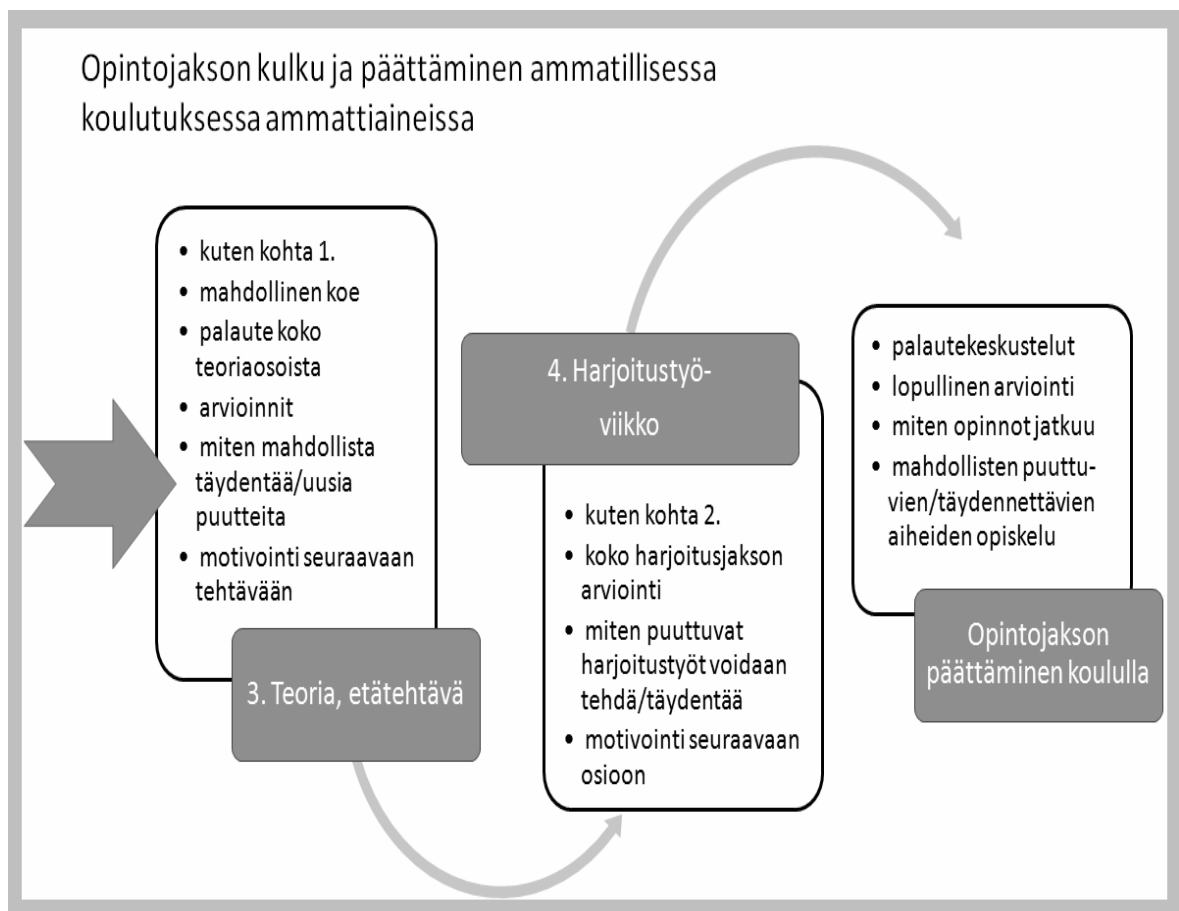 Opintojakson kulku ja päättäminen ammatillisessa
koulutuksessa ammattiaineissa
• kuten kohta 1.
• mahdollinen koe
• palaute koko
teoriaosoista
• arvioinnit
• miten mahdollista
täydentää/uusia
puutteita
• motivointi seuraavaan
tehtävään
3. Teoria, etätehtävä
4. Harjoitustyö-
viikko
• kuten kohta 2.
• koko harjoitusjakson
arviointi
• miten puuttuvat
harjoitustyöt voidaan
tehdä/täydentää
• motivointi seuraavaan
osioon
• palautekeskustelut
• lopullinen arviointi
• miten opinnot jatkuu
• mahdollisten puuttu-
vien/täydennettävien
aiheiden opiskelu
Opintojakson
päättäminen koululla